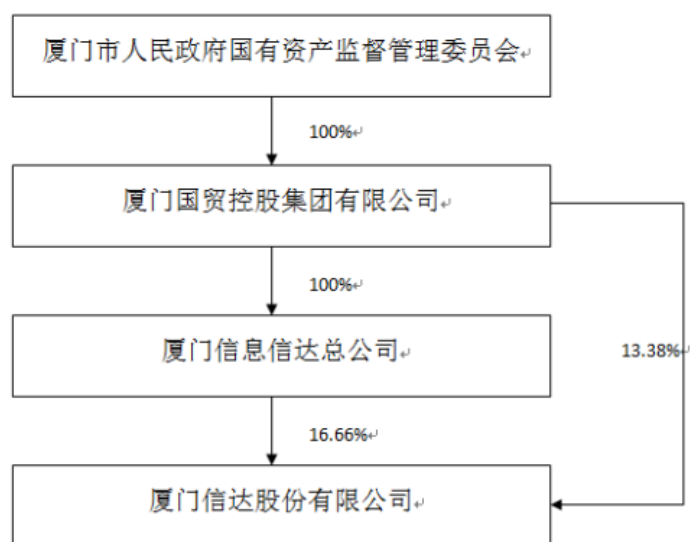 厦门市人民政府国有资产监督管理委员会
100%
厦门国贸控股集团有限公司
100%
13.38%
厦门信息信达总公司
16.66%
厦门信达股份有限公司